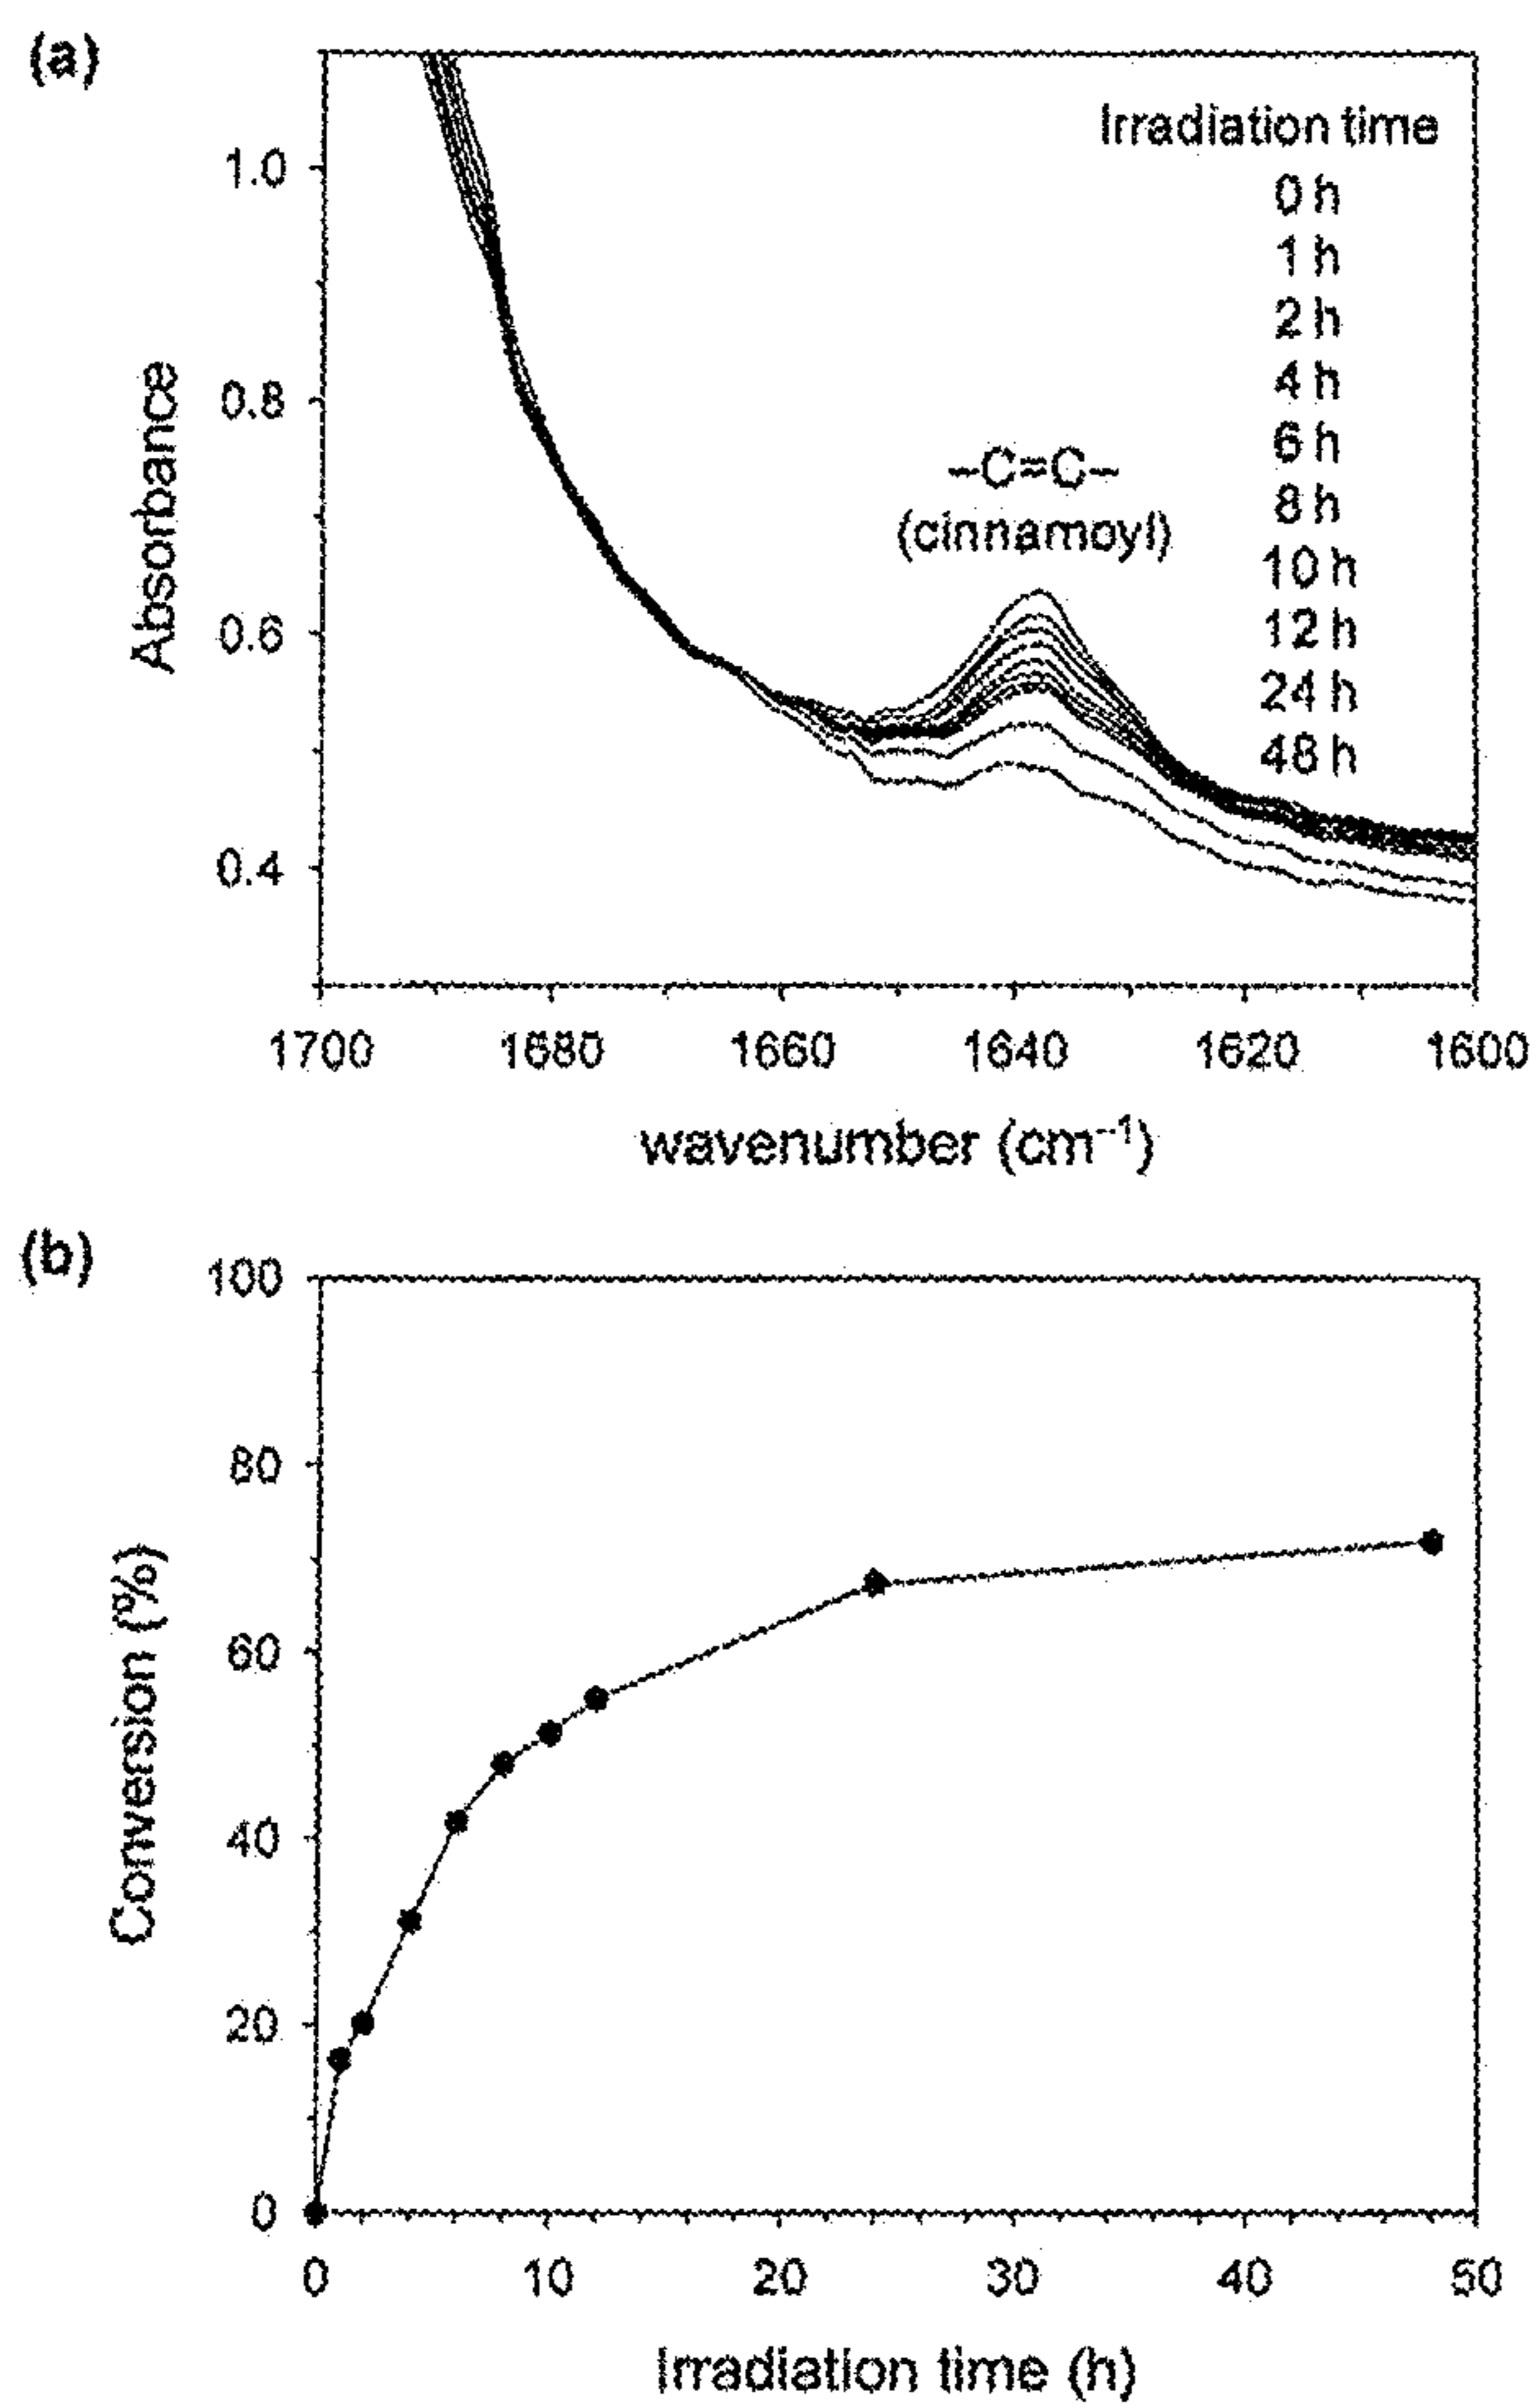 (a)
Irradiation time
0 h
1 h
2 h
4 h
6 h
8 h
10 h
12 h
24 h
48 h
–C=C–
(cinnamoyl)
1.0
0.8
0.6
0.4
Absorbance
1700 1680 1660 1640 1620 1600
wavenumber (cm⁻¹)
(b)
100
80
60
40
20
0
Conversion (%)
0 10 20 30 40 50
Irradiation time (h)